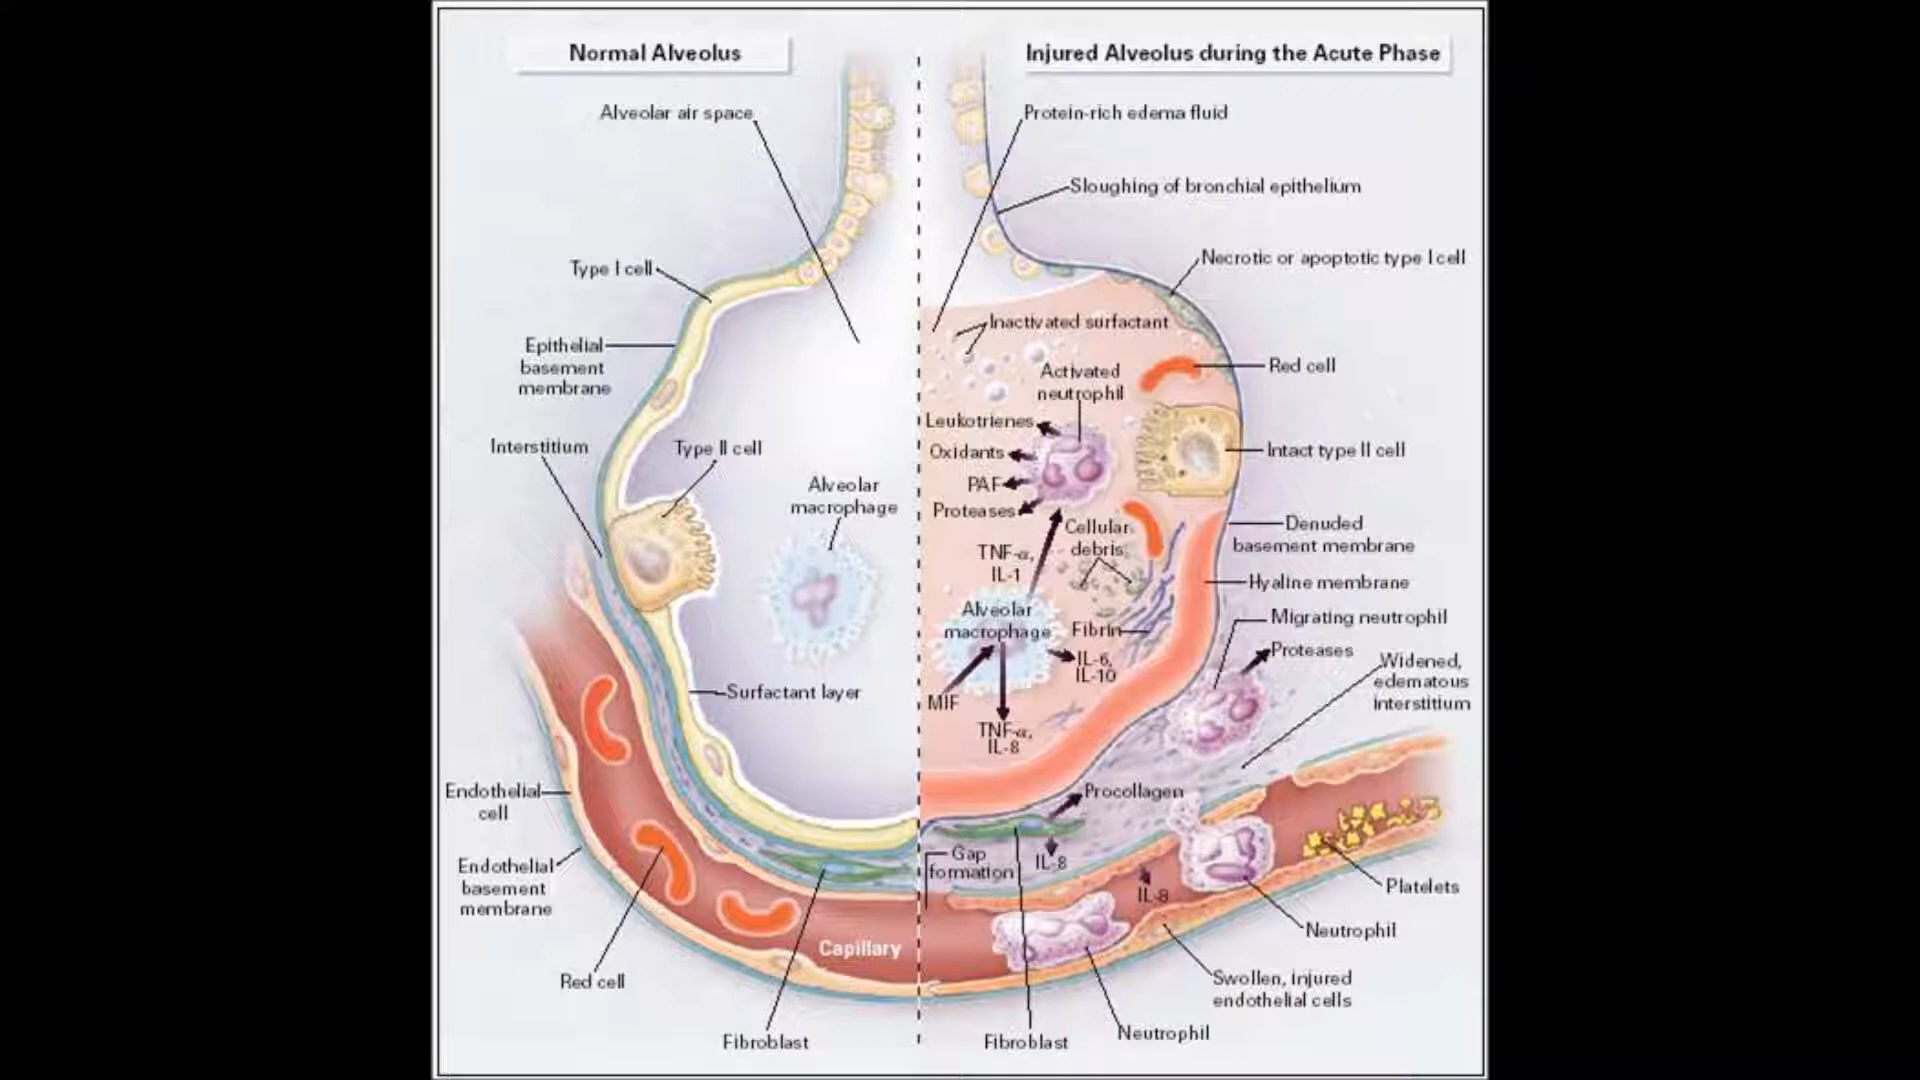 Normal Alveolus
Injured Alveolus during the Acute Phase
Alveolar air space
Type I cell
Epithelial
basement
membrane
Interstitium
Type II cell
Alveolar
macrophage
Surfactant layer
Endothelial
cell
Endothelial
basement
membrane
Red cell
Capillary
Fibroblast
Protein-rich edema fluid
Sloughing of bronchial epithelium
Necrotic or apoptotic type I cell
Inactivated surfactant
Red cell
Activated
neutrophil
Leukotrienes
Oxidants
PAF
Proteases
Intact type II cell
Cellular
debris
TNF-α,
IL-1
Denuded
basement membrane
Hyaline membrane
Alveolar
macrophage
Fibrin
Migrating neutrophil
Proteases
IL-6,
IL-10
Widened,
edematous
interstitium
MIF
TNF-α,
IL-8
Procollagen
Gap
formation
IL-8
IL-8
Platelets
Neutrophil
Swollen, injured
endothelial cells
Neutrophil
Fibroblast